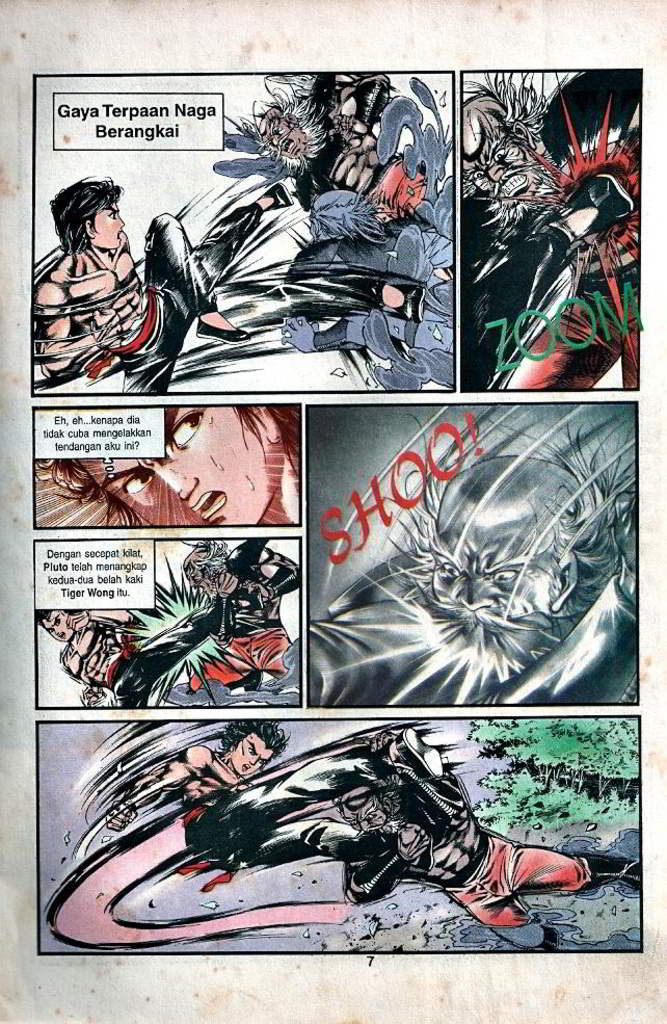 Gaya Terpaan Naga
Berangkai
ZOOM
Eh, eh...kenapa dia
tidak cuba mengelakkan
tendangan aku ini?
SHOO!
Dengan secepat kilat,
Pluto telah menangkap
kedua-dua belah kaki
Tiger Wong itu.
7